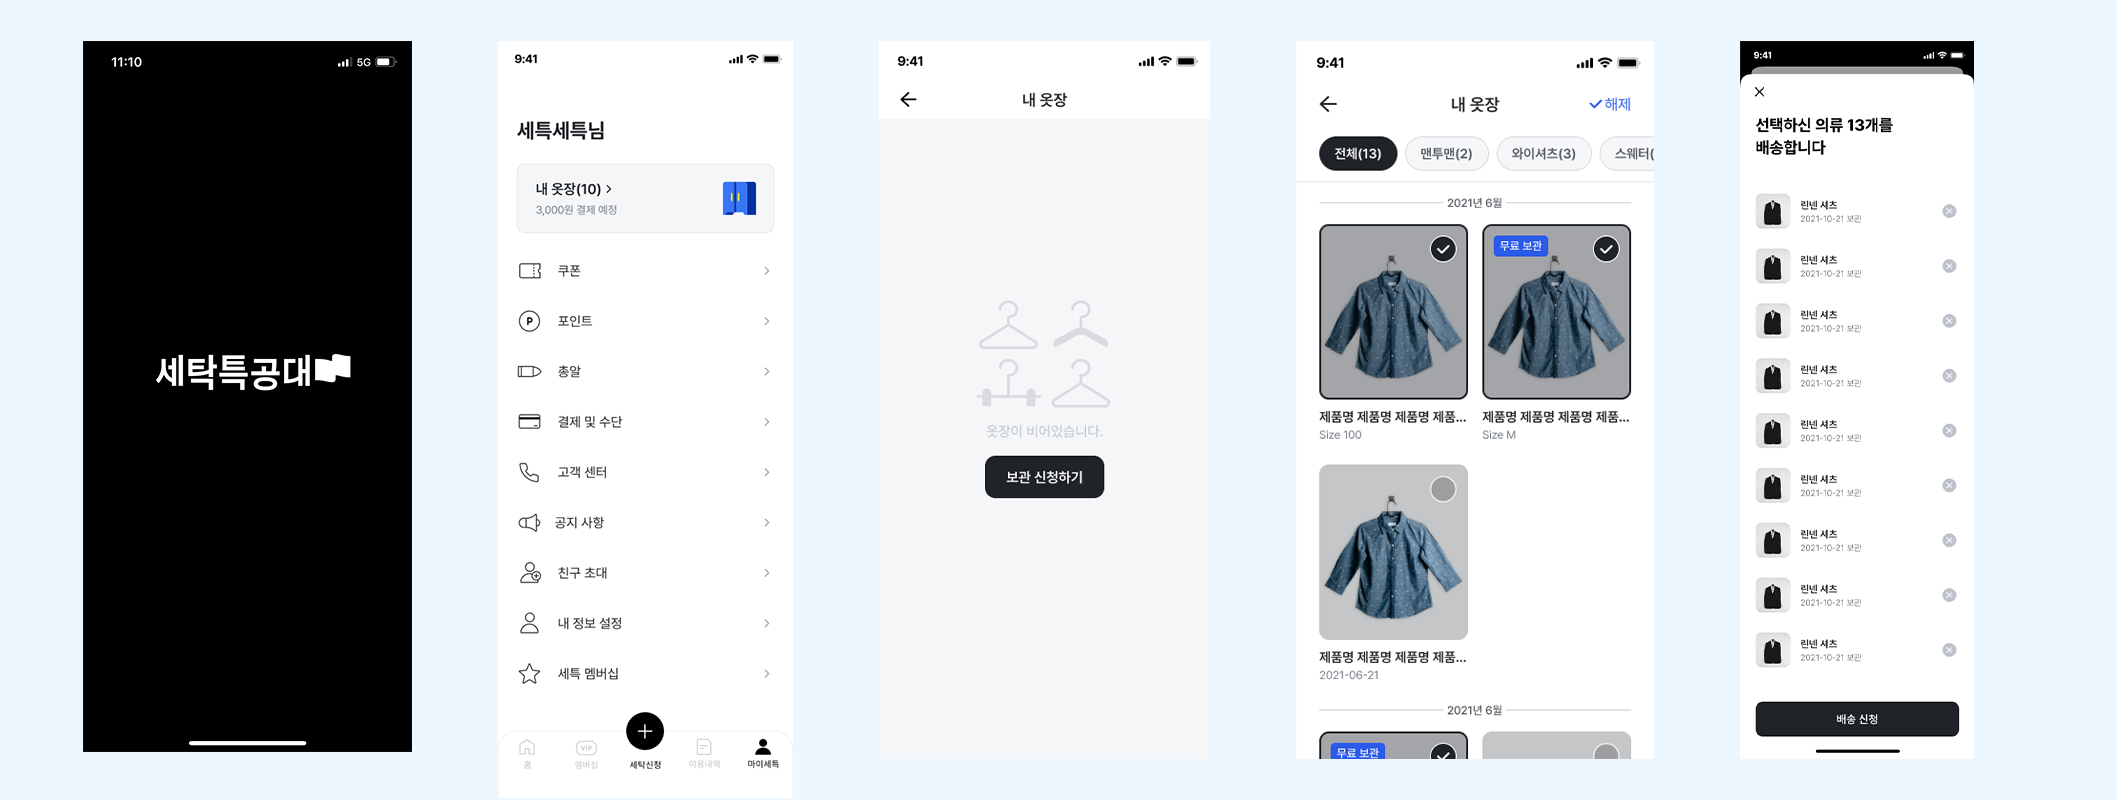 11:10
5G
세탁특공대
9:41
세특세특님
내 옷장(10)
3,000원 결제 예정
쿠폰
P
포인트
총알
결제 및 수단
고객 센터
공지 사항
친구 초대
내 정보 설정
세특 멤버십
홈
VIP
멤버십
세탁신청
이용내역
마이세특
9:41
내 옷장
옷장이 비어있습니다.
보관 신청하기
9:41
내 옷장
해제
전체(13)
맨투맨(2)
와이셔츠(3)
스웨터(
2021년 6월
무료 보관
제품명 제품명 제품명 제품...
Size 100
제품명 제품명 제품명 제품...
Size M
제품명 제품명 제품명 제품...
2021-06-21
2021년 6월
무료 보관
9:41
선택하신 의류 13개를
배송합니다
린넨 셔츠
2021-10-21 보관
린넨 셔츠
2021-10-21 보관
린넨 셔츠
2021-10-21 보관
린넨 셔츠
2021-10-21 보관
린넨 셔츠
2021-10-21 보관
린넨 셔츠
2021-10-21 보관
린넨 셔츠
2021-10-21 보관
린넨 셔츠
2021-10-21 보관
린넨 셔츠
2021-10-21 보관
배송 신청